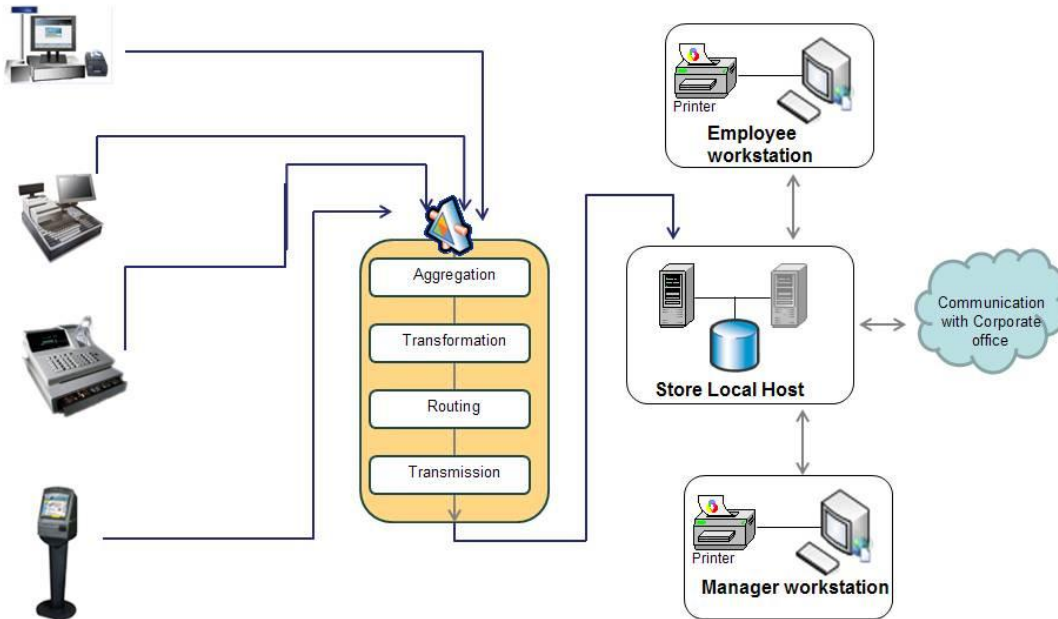 Printer
Employee
workstation
Aggregation
Transformation
Routing
Transmission
Store Local Host
Communication
with Corporate
office
Printer
Manager workstation